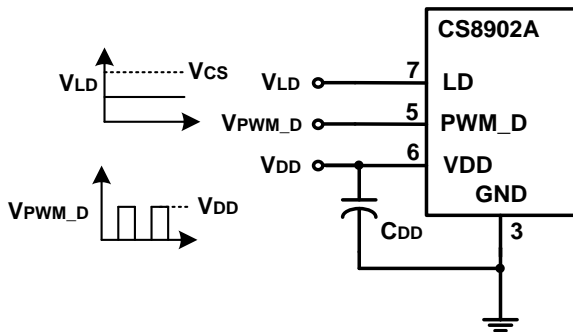 CS8902A
VCS
VLD
VLD
7
LD
VPWM_D
5
PWM_D
VDD
6
VDD
GND
VPWM_D
VDD
CDD
3